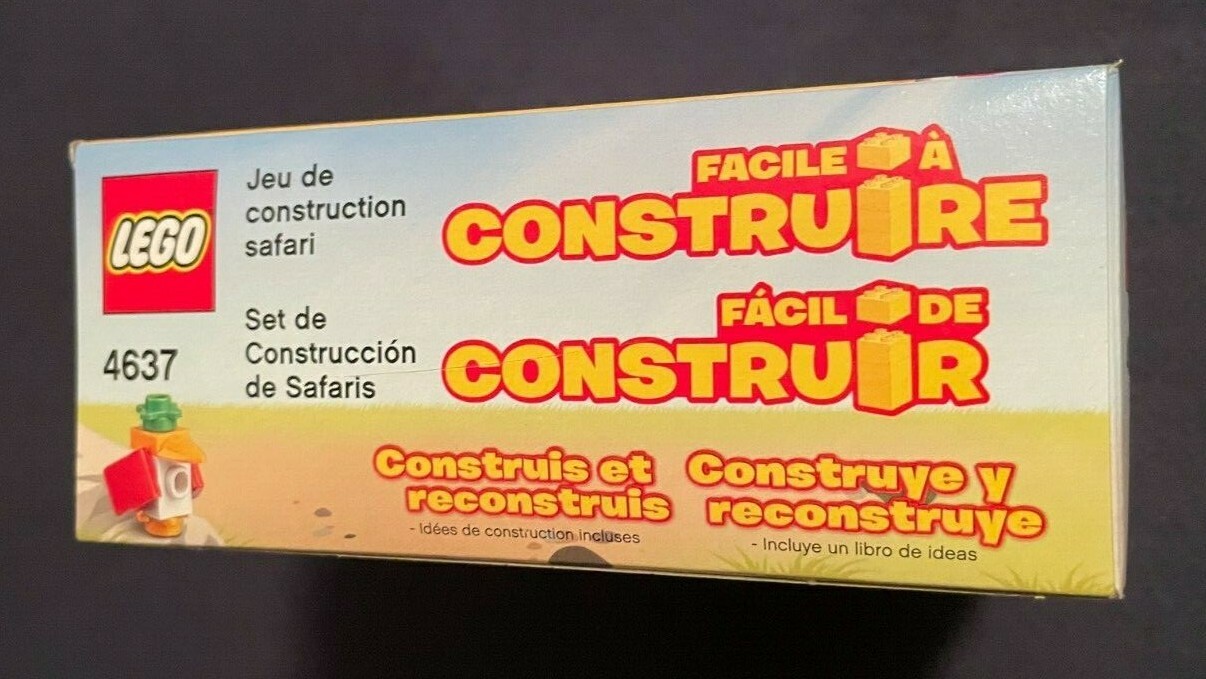 LEGO
4637
Jeu de
construction
safari
Set de
Construcción
de Safaris
FACILE À
CONSTRUIRE
FÁCIL DE
CONSTRUIR
Construis et
reconstruis
- Idées de construction incluses
Construye y
reconstruye
- Incluye un libro de ideas